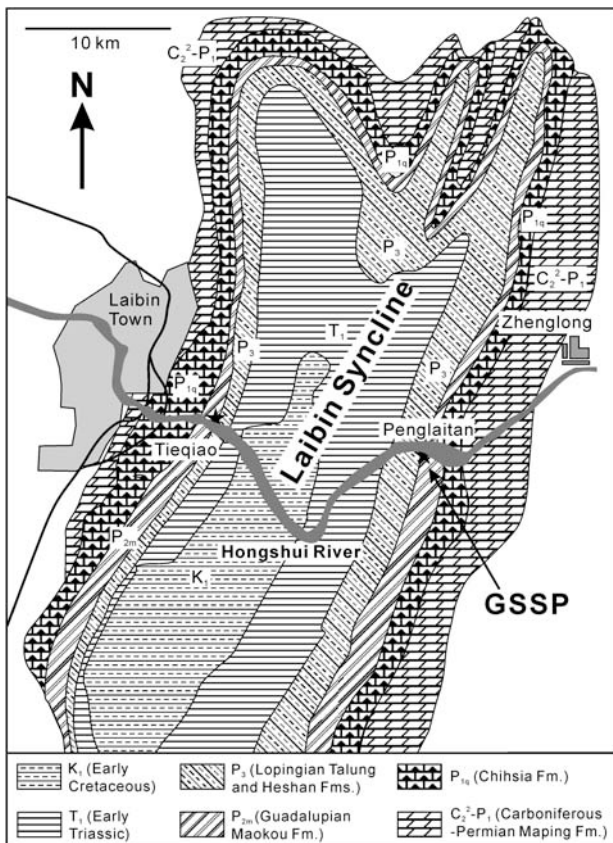 10 km
C₂²-P₁
N
P₁q
P₁q
P₃
C₂²-P₁
Laibin
Town
T₁
Zhenglong
P₃
Laibin Syncline
P₃
P₁q
Penglaitan
Tieqiao
P₂m
Hongshui River
K₁
GSSP
K₁ (Early
Cretaceous)
P₃ (Lopingian Talung
and Heshan Fms.)
P₁q (Chihsia Fm.)
T₁ (Early
Triassic)
P₂m (Guadalupian
Maokou Fm.)
C₂²-P₁ (Carboniferous
-Permian Maping Fm.)